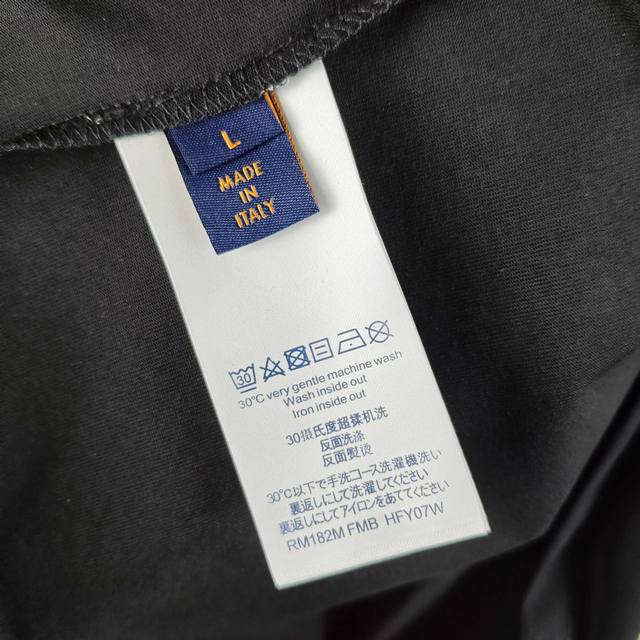 L
MADE
IN
ITALY
30
30°C very gentle machine wash
Wash inside out
Iron inside out
30摄氏度超揉机洗
反面洗涤
反面熨烫
30℃以下で手洗コース洗濯機洗い
裏返しにして洗濯してください
裏返しにしてアイロンをあててください
RM182M FMB HFY07W